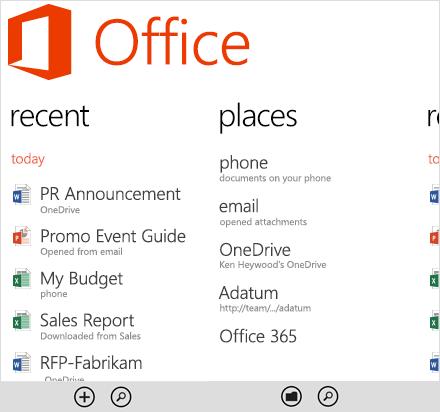 Office
recent
today
PR Announcement
OneDrive
Promo Event Guide
Opened from email
My Budget
phone
Sales Report
Downloaded from Sales
RFP-Fabrikam
OneDrive
places
phone
documents on your phone
email
opened attachments
OneDrive
Ken Heywood's OneDrive
Adatum
http://team/.../adatum
Office 365
re
to